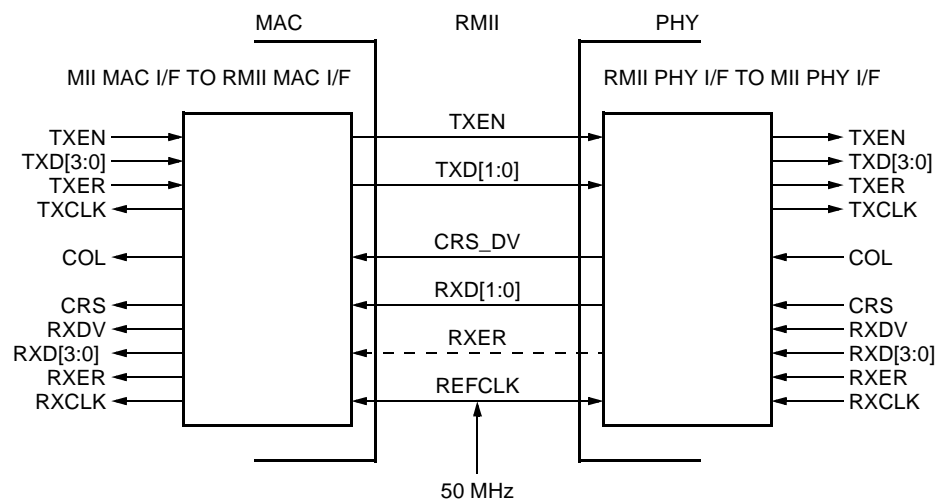 MAC RMII PHY
MII MAC I/F TO RMII MAC I/F
RMII PHY I/F TO MII PHY I/F
TXEN
TXD[3:0]
TXER
TXCLK
COL
CRS
RXDV
RXD[3:0]
RXER
RXCLK
TXEN
TXD[1:0]
CRS_DV
RXD[1:0]
RXER
REFCLK
50 MHz
TXEN
TXD[3:0]
TXER
TXCLK
COL
CRS
RXDV
RXD[3:0]
RXER
RXCLK